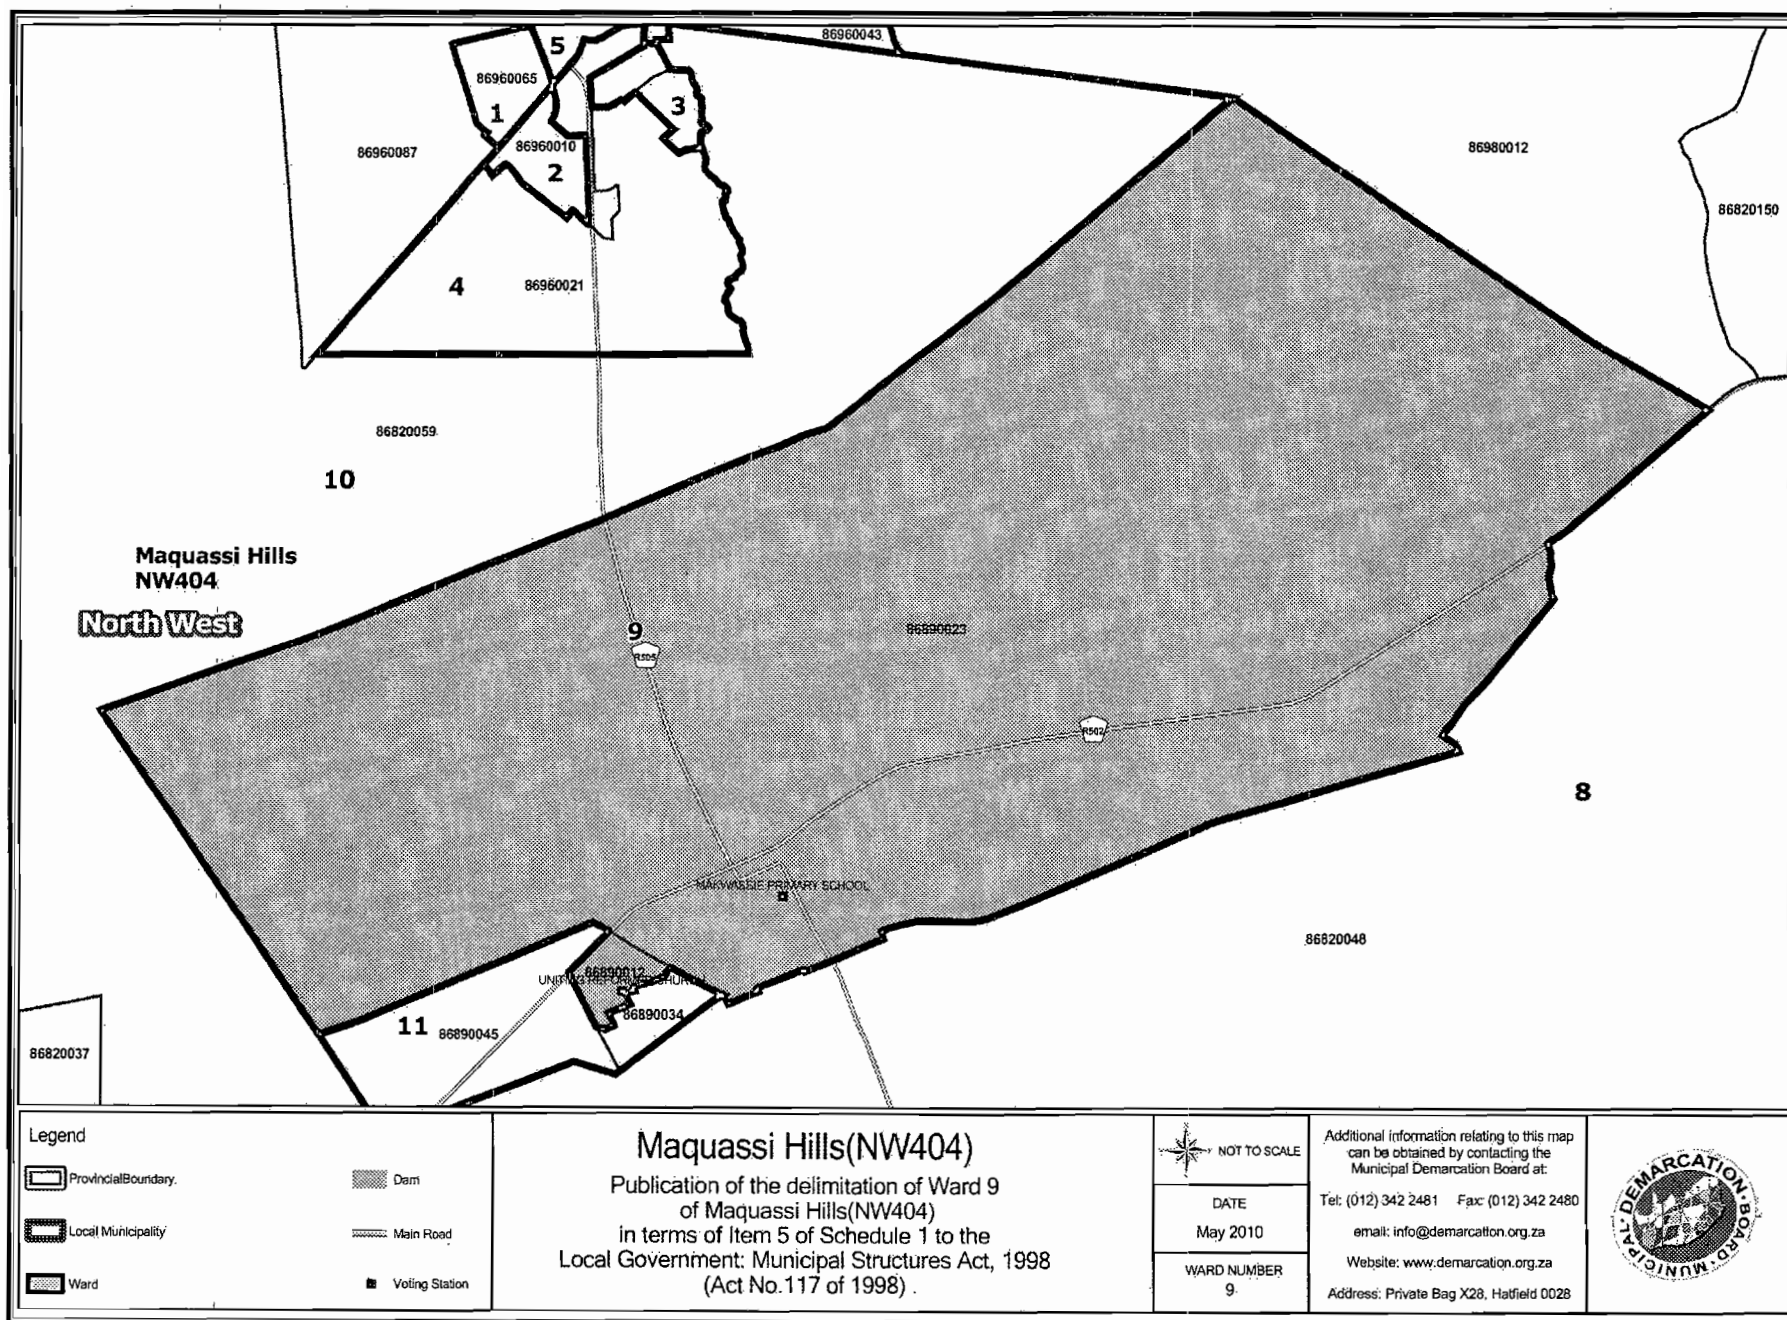 86960043
5
86960065
1
3
86960087
86960010
2
86980012
86820150
4
86960021
86820059
10
Maquassi Hills
NW404
North West
9
R505
86890023
R502
8
MAKWASSIE PRIMARY SCHOOL
86820048
86890012
UNITING REFORMED CHURCH
11
86890045
86890034
86820037
Legend
ProvincialBoundary.
Local Municipality
Ward
Dam
Main Road
Voting Station
Maquassi Hills(NW404)
Publication of the delimitation of Ward 9
of Maquassi Hills(NW404)
in terms of Item 5 of Schedule 1 to the
Local Government: Municipal Structures Act, 1998
(Act No.117 of 1998) .
NOT TO SCALE
DATE
May 2010
WARD NUMBER
9
Additional information relating to this map
can be obtained by contacting the
Municipal Demarcation Board at:
Tel: (012) 342 2481 Fax: (012) 342 2480
email: info@demarcation.org.za
Website: www.demarcation.org.za
Address: Private Bag X28, Hatfield 0028
MUNICIPAL DEMARCATION BOARD